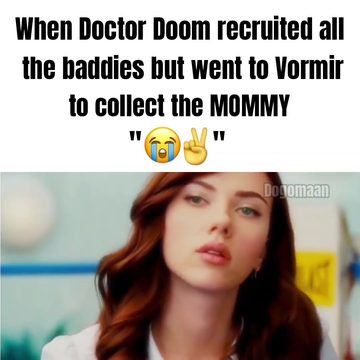 When Doctor Doom recruited all
the baddies but went to Vormir
to collect the MOMMY
"😭✌️"
Dogomaan